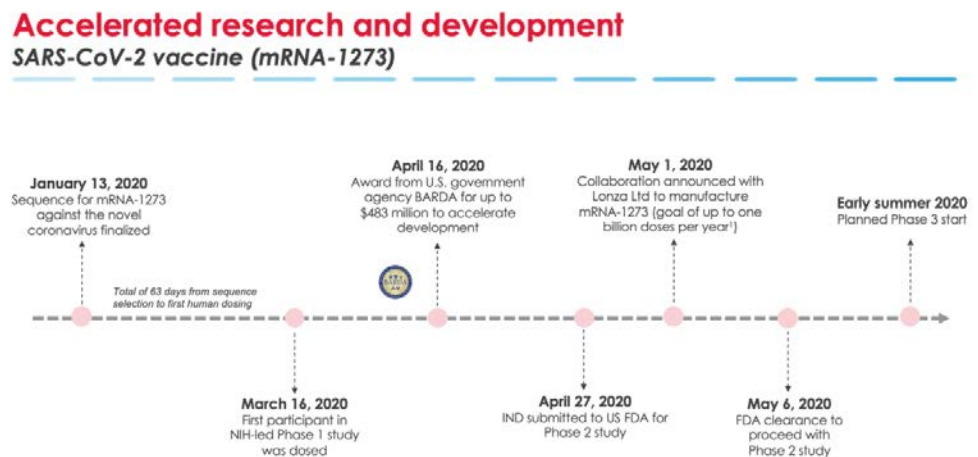 Accelerated research and development
SARS-CoV-2 vaccine (mRNA-1273)
January 13, 2020
Sequence for mRNA-1273
against the novel
coronavirus finalized
April 16, 2020
Award from U.S. government
agency BARDA for up to
$483 million to accelerate
development
May 1, 2020
Collaboration announced with
Lonza Ltd to manufacture
mRNA-1273 (goal of up to one
billion doses per year¹)
Early summer 2020
Planned Phase 3 start
Total of 63 days from sequence
selection to first human dosing
March 16, 2020
First participant in
NIH-led Phase 1 study
was dosed
April 27, 2020
IND submitted to US FDA for
Phase 2 study
May 6, 2020
FDA clearance to
proceed with
Phase 2 study